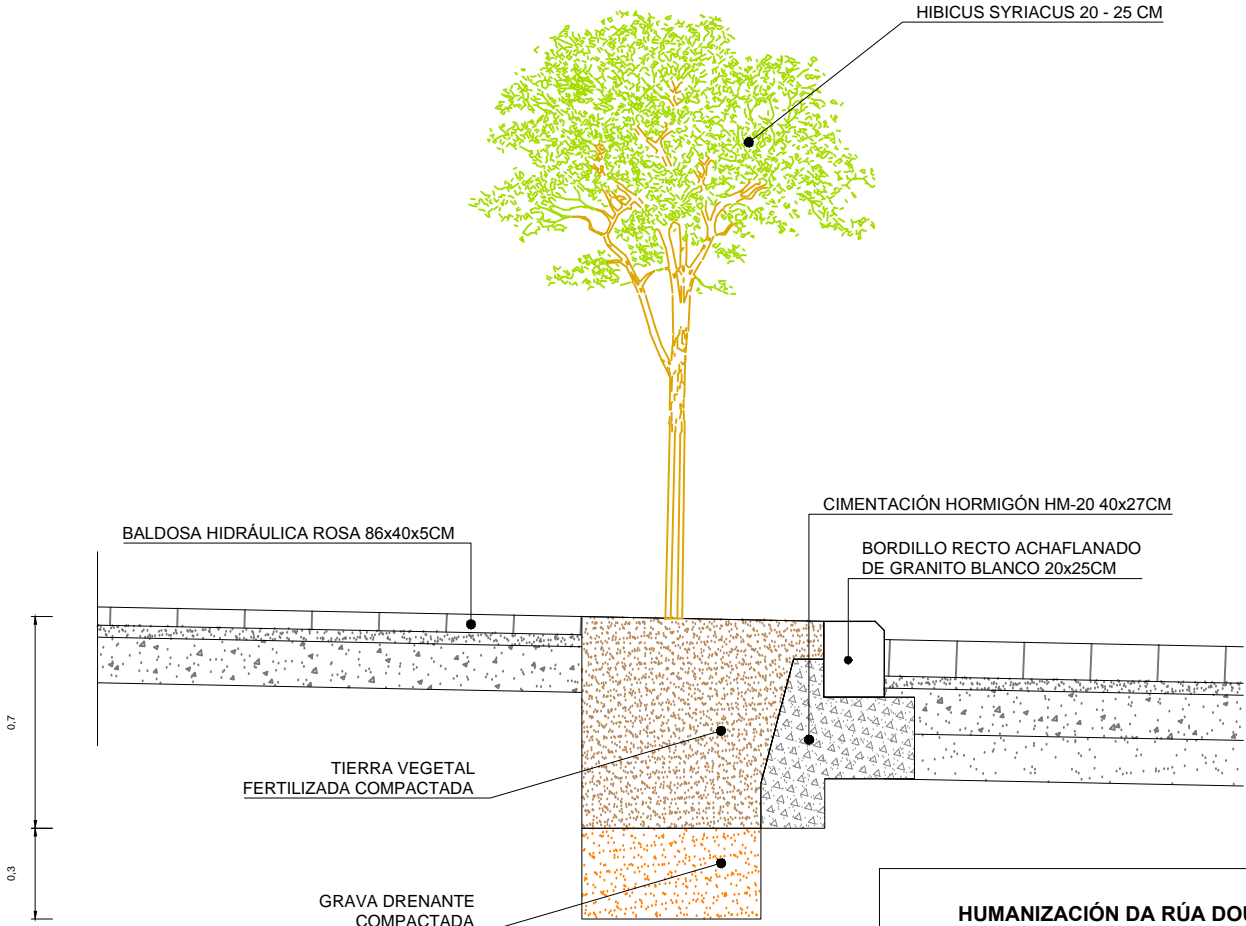 HIBICUS SYRIACUS 20 - 25 CM
CIMENTACIÓN HORMIGÓN HM-20 40x27CM
BALDOSA HIDRÁULICA ROSA 86x40x5CM
BORDILLO RECTO ACHAFLANADO
DE GRANITO BLANCO 20x25CM
0,7
TIERRA VEGETAL
FERTILIZADA COMPACTADA
0,3
GRAVA DRENANTE
COMPACTADA
HUMANIZACIÓN DA RÚA